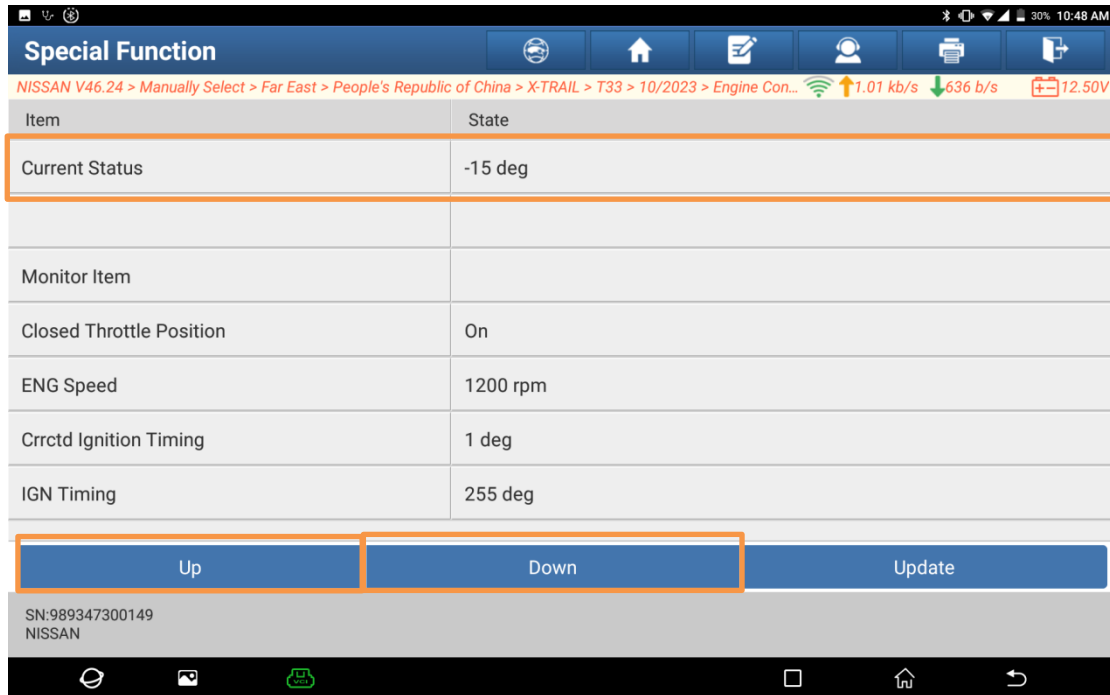 30% 10:48 AM
Special Function
NISSAN V46.24 > Manually Select > Far East > People's Republic of China > X-TRAIL > T33 > 10/2023 > Engine Con... 1.01 kb/s 636 b/s 12.50V
Item State
Current Status -15 deg
Monitor Item
Closed Throttle Position On
ENG Speed 1200 rpm
Crrctd Ignition Timing 1 deg
IGN Timing 255 deg
Up Down Update
SN:989347300149
NISSAN
VCI